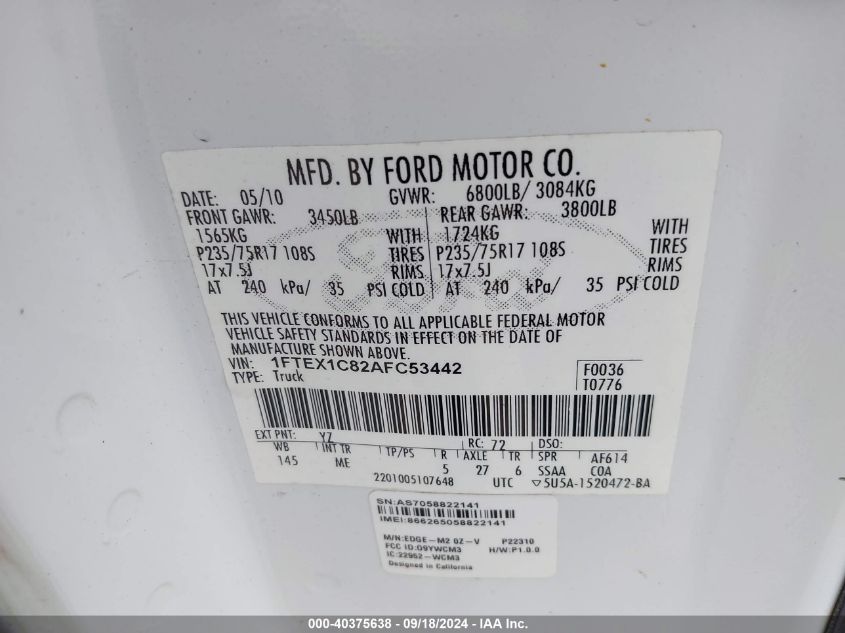 MFD. BY FORD MOTOR CO.
DATE: 05/10 GVWR: 6800LB/ 3084KG
FRONT GAWR: 3450LB REAR GAWR: 3800LB
1565KG WITH 1724KG WITH
P235/75R17 108S TIRES P235/75R17 108S TIRES
17x7.5J RIMS 17x7.5J RIMS
AT 240 kPa/ 35 PSI COLD AT 240 kPa/ 35 PSI COLD
THIS VEHICLE CONFORMS TO ALL APPLICABLE FEDERAL MOTOR
VEHICLE SAFETY STANDARDS IN EFFECT ON THE DATE OF
MANUFACTURE SHOWN ABOVE.
VIN: 1FTEX1C82AFC53442 F0036
TYPE: Truck T0776
EXT PNT: YZ RC: 72 DSO:
WB INT TR TP/PS R AXLE TR SPR AF614
145 ME 5 27 6 SSAA COA
2201005107648 UTC ▽5U5A-1520472-BA
SN:AS7058822141
IMEI:866265058822141
M/N:EDGE-M2 0Z-V P22310
FCC ID:O9YWCM3 H/W:P1.0.0
IC:22952-WCM3
Designed in California
000-40375638 - 09/18/2024 - IAA Inc.